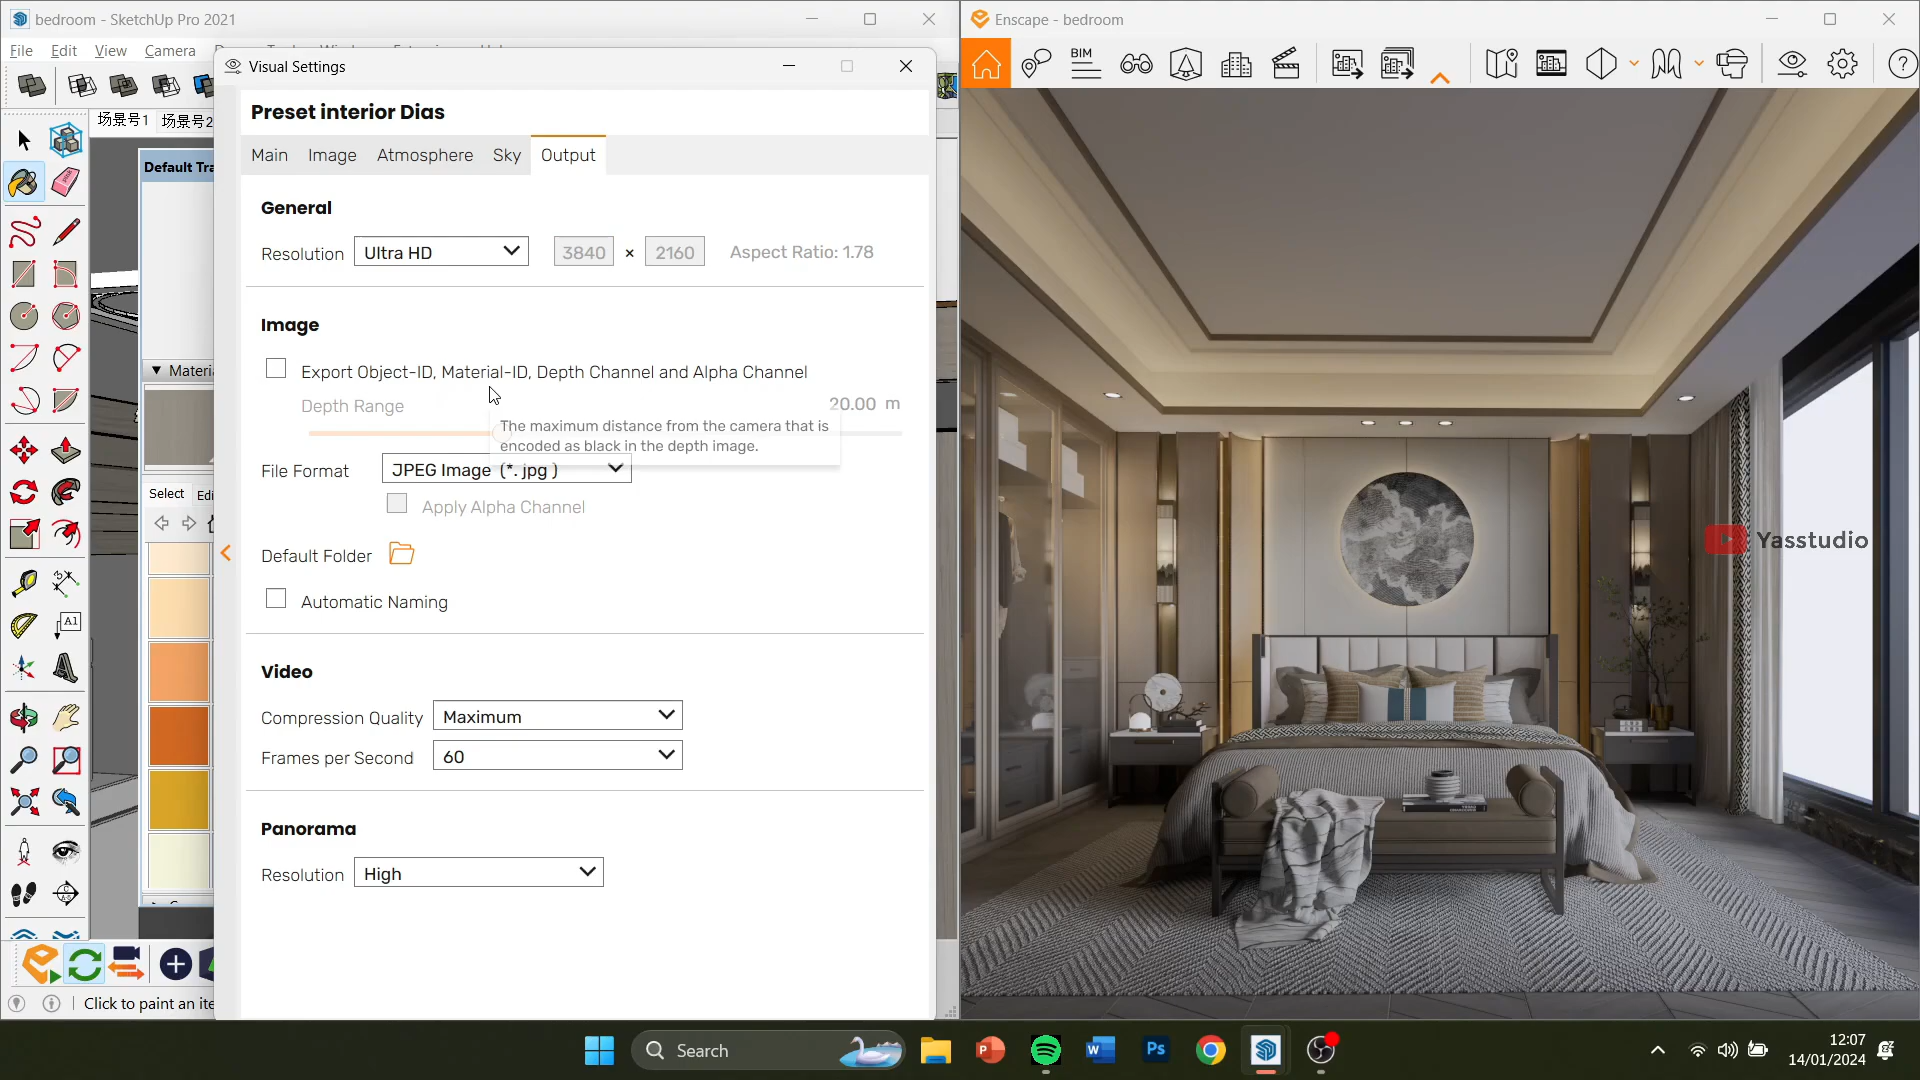 bedroom - SketchUp Pro 2021
File Edit View Camera
场景号1 场景号2
Default Tra
Materia
Select Edi
Click to paint an ite
Visual Settings
Preset interior Dias
Main Image Atmosphere Sky Output
General
Resolution Ultra HD 3840 × 2160 Aspect Ratio: 1.78
Image
Export Object-ID, Material-ID, Depth Channel and Alpha Channel
Depth Range 20.00 m
The maximum distance from the camera that is
encoded as black in the depth image.
File Format JPEG Image (*. jpg )
Apply Alpha Channel
Default Folder
Automatic Naming
Video
Compression Quality Maximum
Frames per Second 60
Panorama
Resolution High
Enscape - bedroom
BIM
?
Yasstudio
A1
Search
P
W
Ps
12:07
14/01/2024